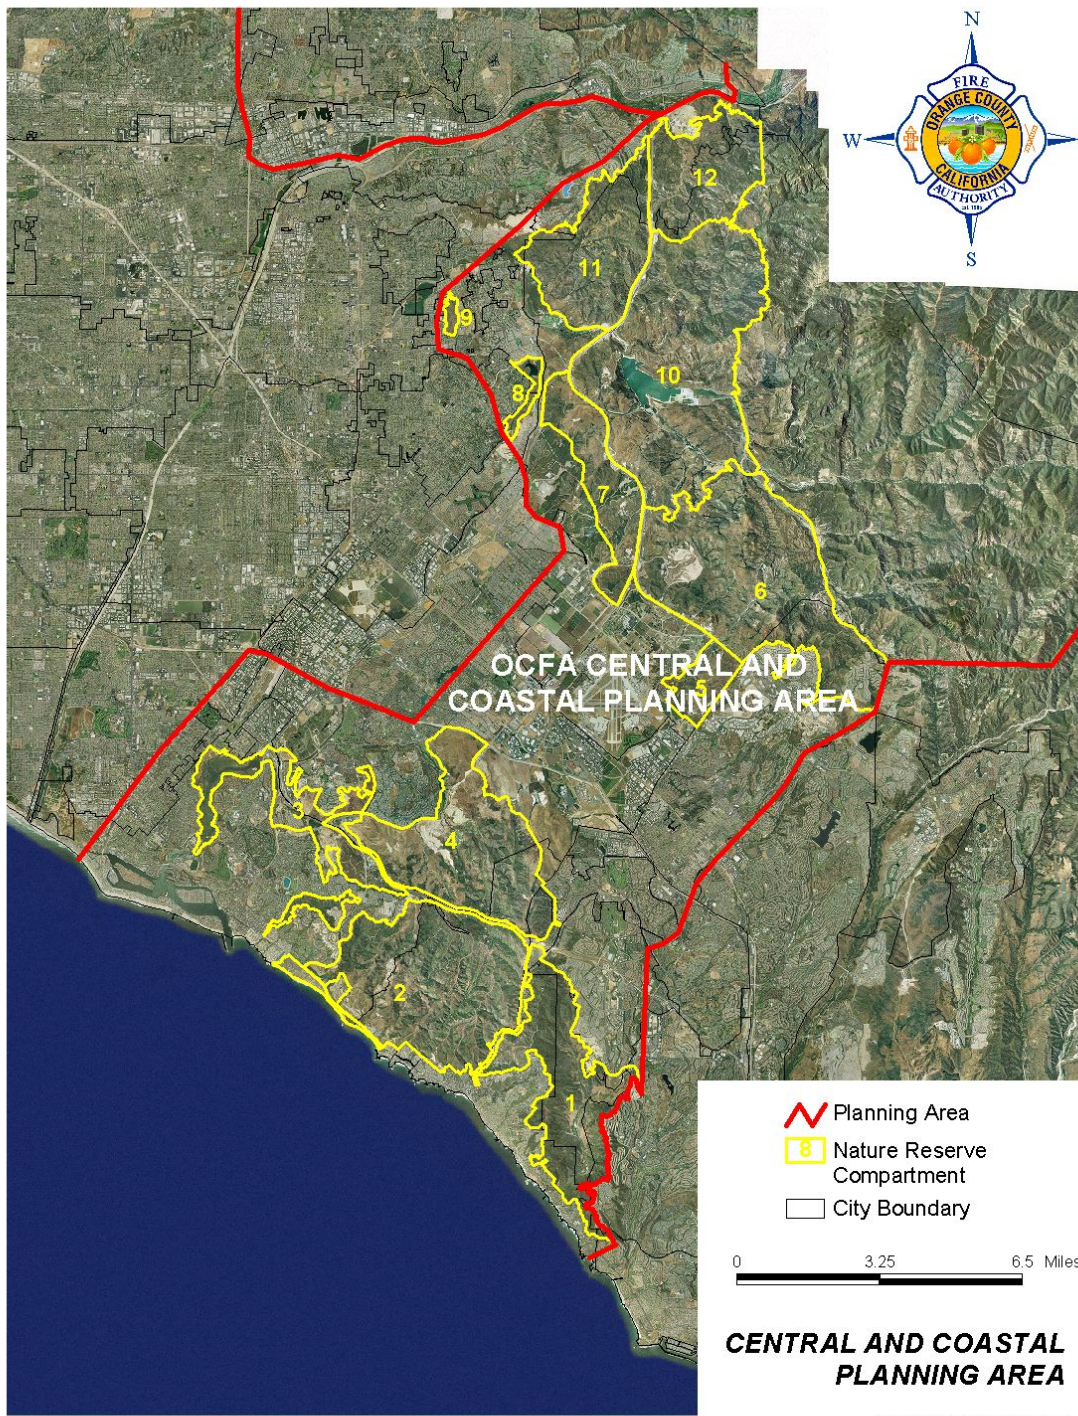 N
W
S
FIRE
ORANGE COUNTY
CALIFORNIA
AUTHORITY
12
11
9
10
8
7
6
OCFA CENTRAL AND
COASTAL PLANNING AREA
5
3
4
2
1
Planning Area
8 Nature Reserve
Compartment
City Boundary
0 3.25 6.5 Miles
CENTRAL AND COASTAL
PLANNING AREA